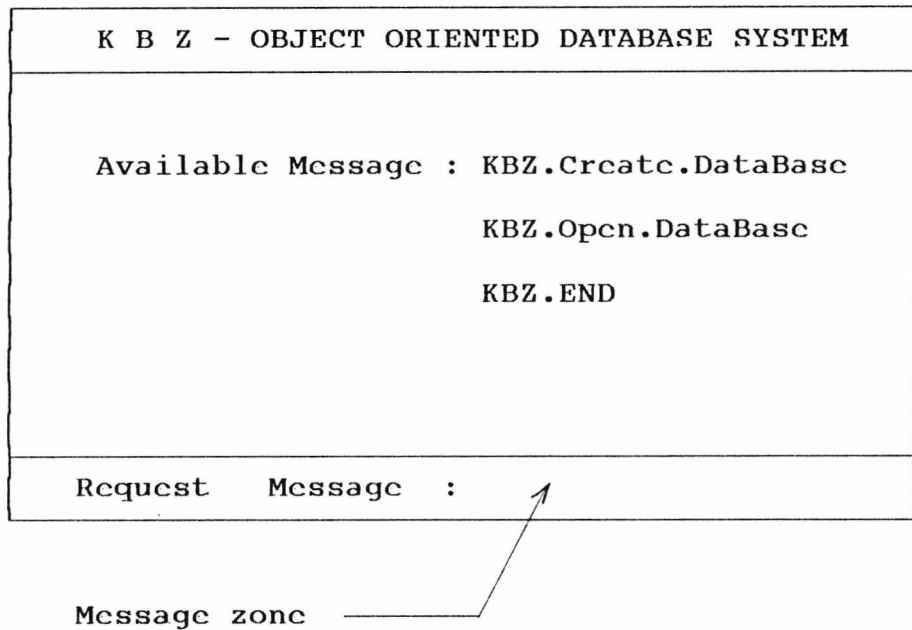 K B Z - OBJECT ORIENTED DATABASE SYSTEM
Available Message : KBZ.Create.DataBase
KBZ.Open.DataBase
KBZ.END
Request Message :
Message zone